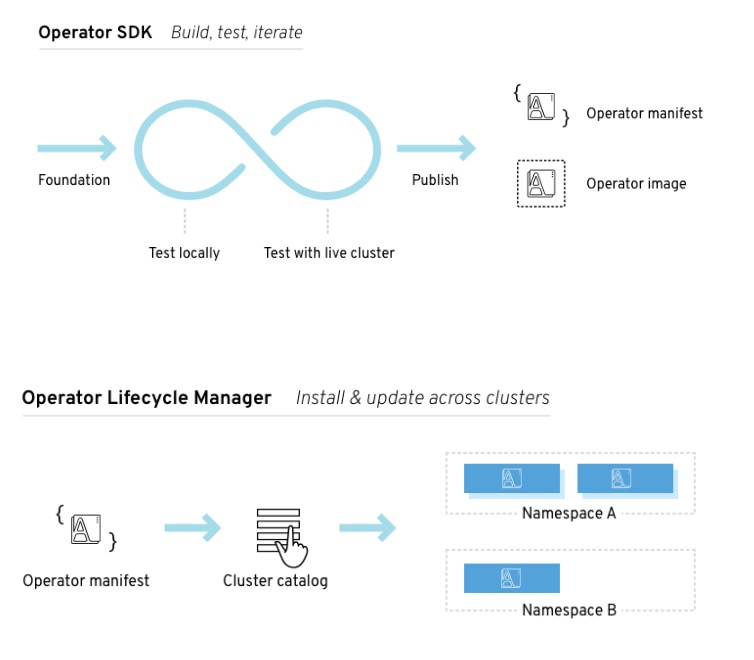 Operator SDK Build, test, iterate
Operator manifest
Foundation
Publish
Operator image
Test locally
Test with live cluster
Operator Lifecycle Manager Install & update across clusters
Namespace A
Operator manifest
Cluster catalog
Namespace B